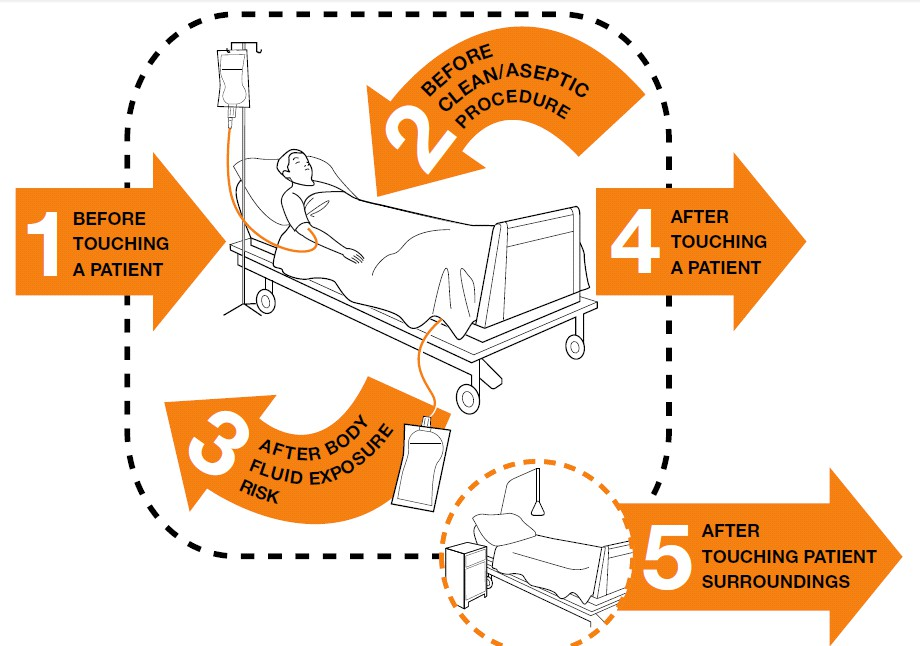 1
BEFORE
TOUCHING
A PATIENT
2
BEFORE
CLEAN/ASEPTIC
PROCEDURE
3
AFTER BODY
FLUID EXPOSURE
RISK
4
AFTER
TOUCHING
A PATIENT
5
AFTER
TOUCHING PATIENT
SURROUNDINGS